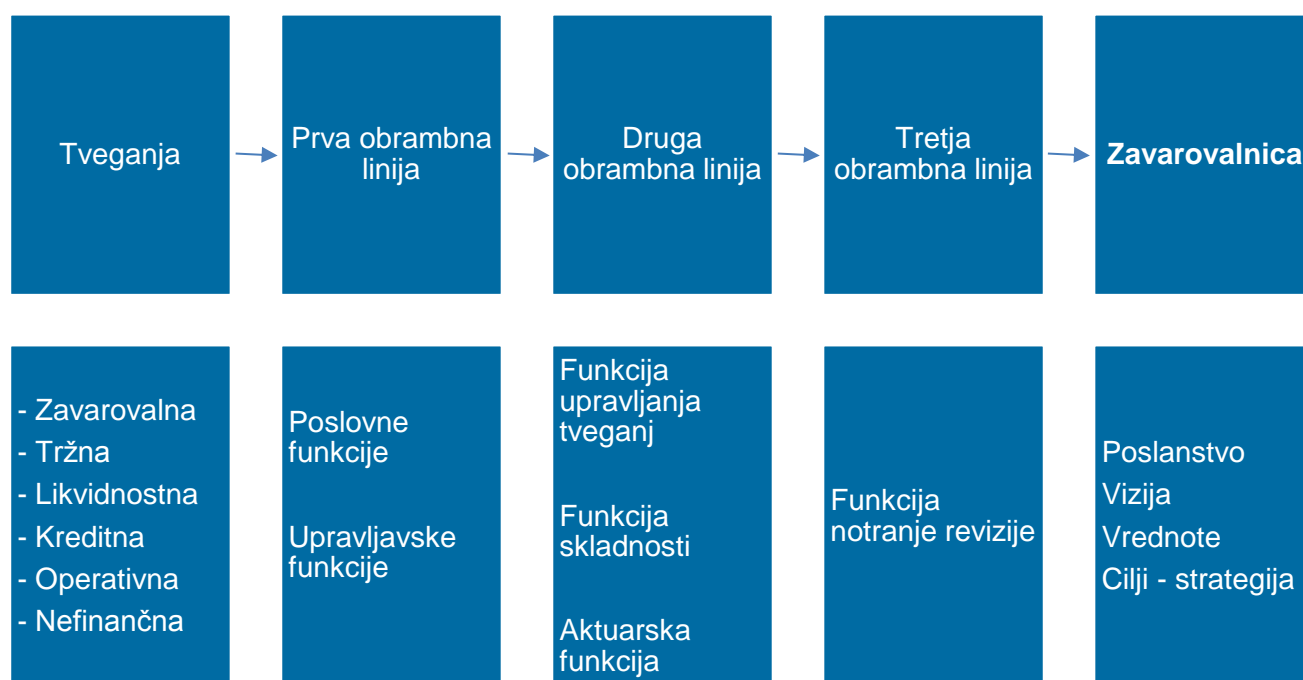 Tveganja
Prva obrambna
linija
Druga
obrambna linija
Tretja
obrambna linija
Zavarovalnica
- Zavarovalna
- Tržna
- Likvidnostna
- Kreditna
- Operativna
- Nefinančna
Poslovne
funkcije
Upravljavske
funkcije
Funkcija
upravljanja
tveganj
Funkcija
skladnosti
Aktuarska
funkcija
Funkcija
notranje revizije
Poslanstvo
Vizija
Vrednote
Cilji - strategija